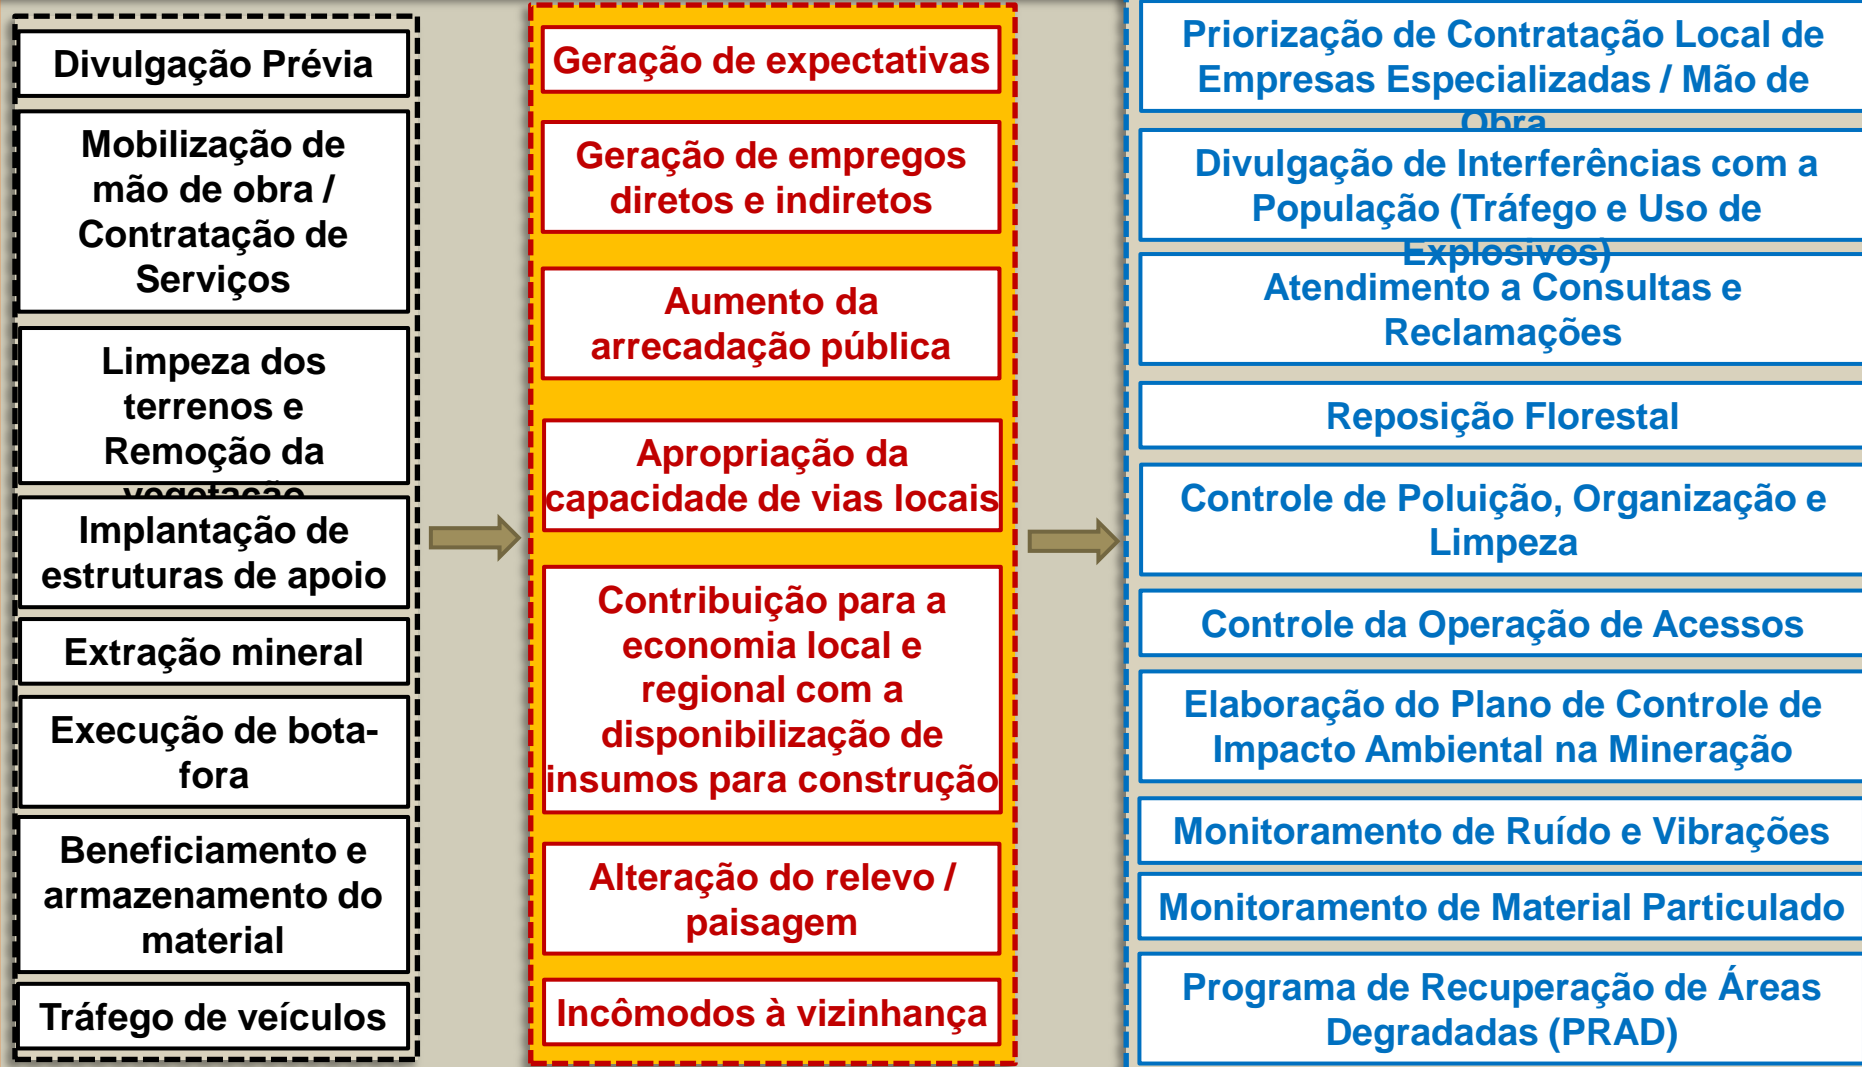 Divulgação Prévia
Mobilização de
mão de obra /
Contratação de
Serviços
Limpeza dos
terrenos e
Remoção da
vegetação
Implantação de
estruturas de apoio
Extração mineral
Execução de bota-
fora
Beneficiamento e
armazenamento do
material
Tráfego de veículos
Geração de expectativas
Geração de empregos
diretos e indiretos
Aumento da
arrecadação pública
Apropriação da
capacidade de vias locais
Contribuição para a
economia local e
regional com a
disponibilização de
insumos para construção
Alteração do relevo /
paisagem
Incômodos à vizinhança
Priorização de Contratação Local de
Empresas Especializadas / Mão de
Obra
Divulgação de Interferências com a
População (Tráfego e Uso de
Explosivos)
Atendimento a Consultas e
Reclamações
Reposição Florestal
Controle de Poluição, Organização e
Limpeza
Controle da Operação de Acessos
Elaboração do Plano de Controle de
Impacto Ambiental na Mineração
Monitoramento de Ruído e Vibrações
Monitoramento de Material Particulado
Programa de Recuperação de Áreas
Degradadas (PRAD)